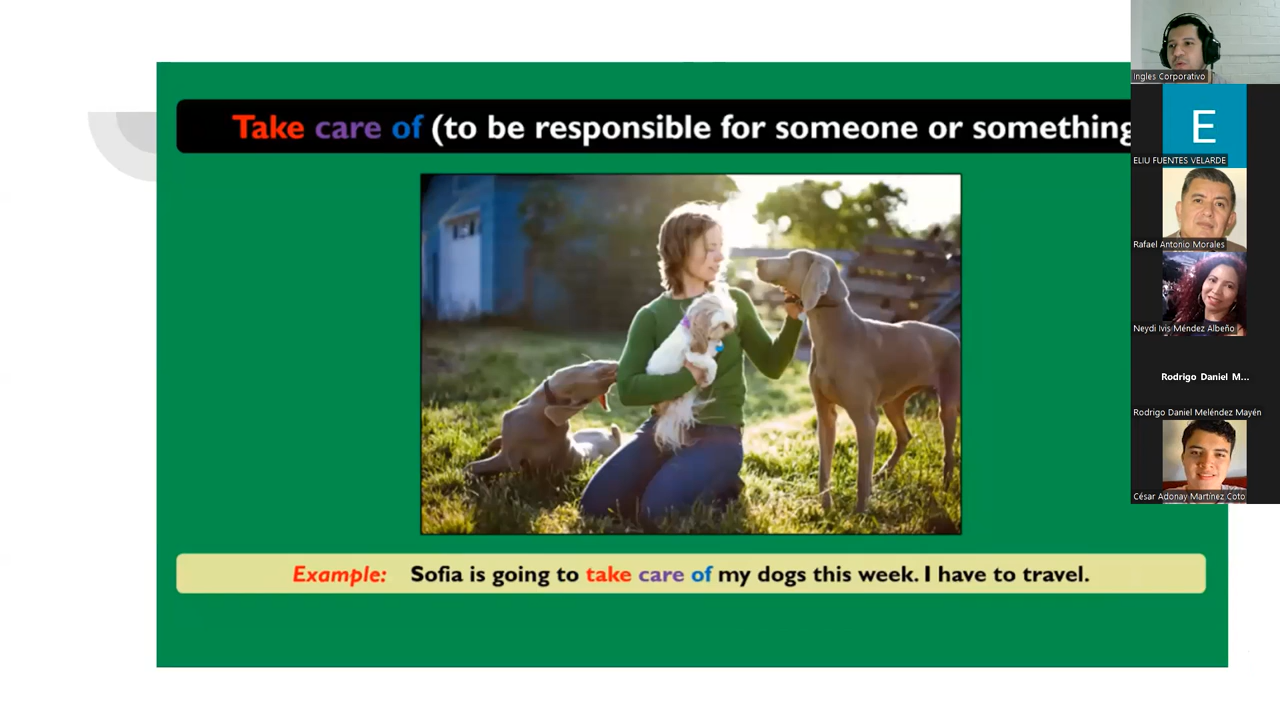 Take care of (to be responsible for someone or something
Example: Sofia is going to take care of my dogs this week. I have to travel.
Ingles Corporativo
E
ELIU FUENTES VELARDE
Rafael Antonio Morales
Neydi Ivis Méndez Albeño
Rodrigo Daniel M...
Rodrigo Daniel Meléndez Mayén
César Adonay Martínez Coto